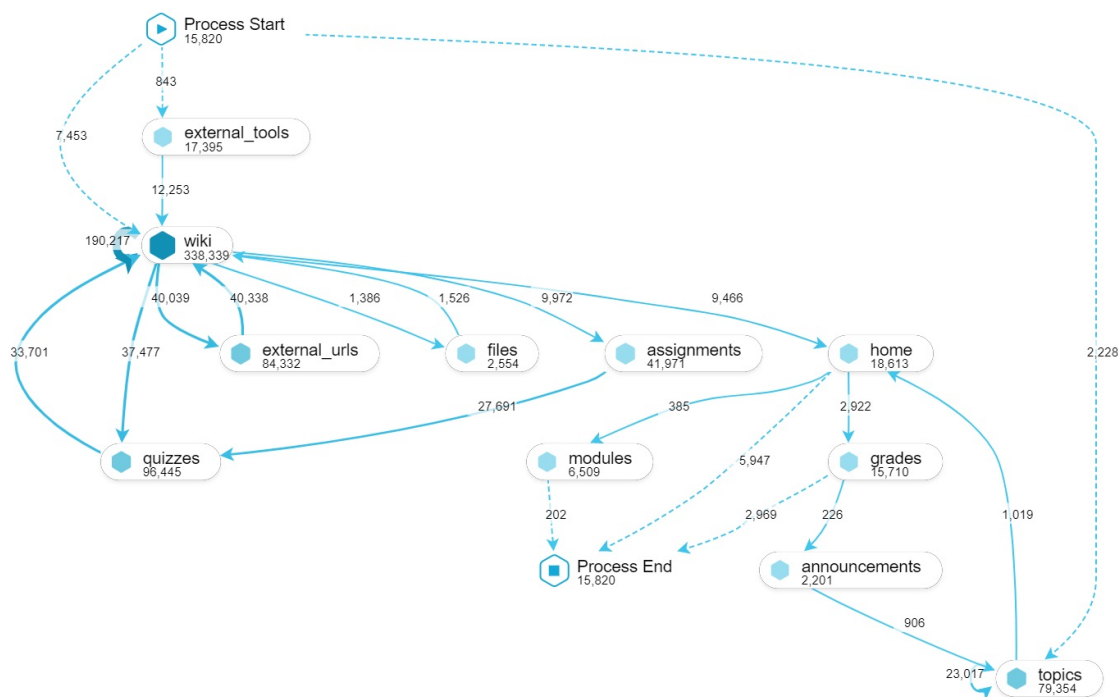 Process Start
15,820
843
7,453
external_tools
17,395
12,253
190,217
wiki
338,339
40,039
40,338
1,386
1,526
9,972
9,466
33,701
37,477
external_urls
84,332
files
2,554
assignments
41,971
home
18,613
2,228
27,691
385
2,922
quizzes
96,445
modules
6,509
5,947
grades
15,710
202
2,969
226
1,019
Process End
15,820
announcements
2,201
906
23,017
topics
79,354